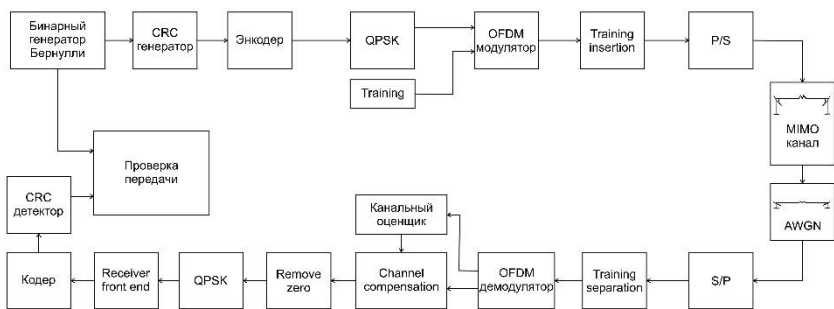 Бинарный
генератор
Бернулли
CRC
генератор
Энкодер
QPSK
OFDM
модулятор
Training
insertion
P/S
Training
MIMO
канал
Проверка
передачи
CRC
детектор
Канальный
оценщик
AWGN
Кодер
Receiver
front end
QPSK
Remove
zero
Channel
compensation
OFDM
демодулятор
Training
separation
S/P